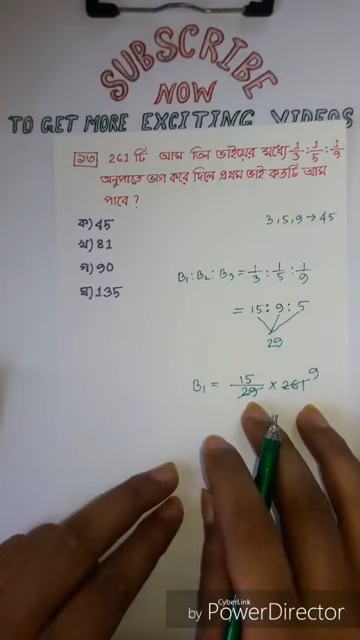 SUBSCRIBE
NOW
TO GET MORE EXCITING VIDEOS
১৩ 261 টি আম তিন ভাইয়ের মধ্যে 1/3 : 1/5 : 1/9
অনুপাতে ভাগ করে দিলে প্রথম ভাই কতটি আম
পাবে ?
ক) 45
খ) 81
গ) 90
ঘ) 135
3, 5, 9 → 45
B₁ : B₂ : B₃ = 1/3 : 1/5 : 1/9
= 15 : 9 : 5
29
B₁ = 15/29 × 261 9
CyberLink
by PowerDirector